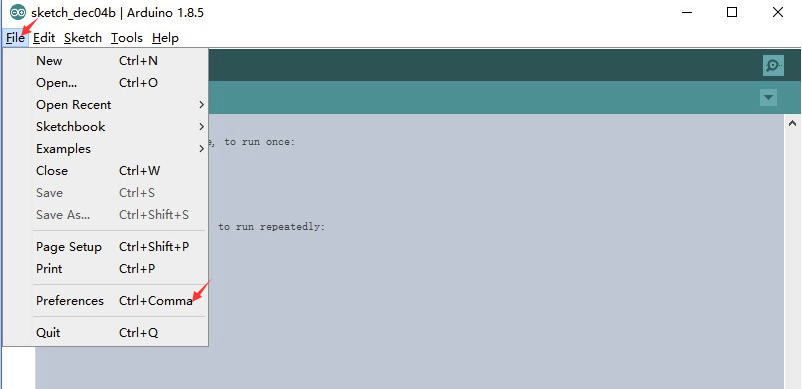 sketch_dec04b | Arduino 1.8.5
File Edit Sketch Tools Help
New Ctrl+N
Open... Ctrl+O
Open Recent
Sketchbook
Examples
Close Ctrl+W
Save Ctrl+S
Save As... Ctrl+Shift+S
Page Setup Ctrl+Shift+P
Print Ctrl+P
Preferences Ctrl+Comma
Quit Ctrl+Q
, to run once:
to run repeatedly: